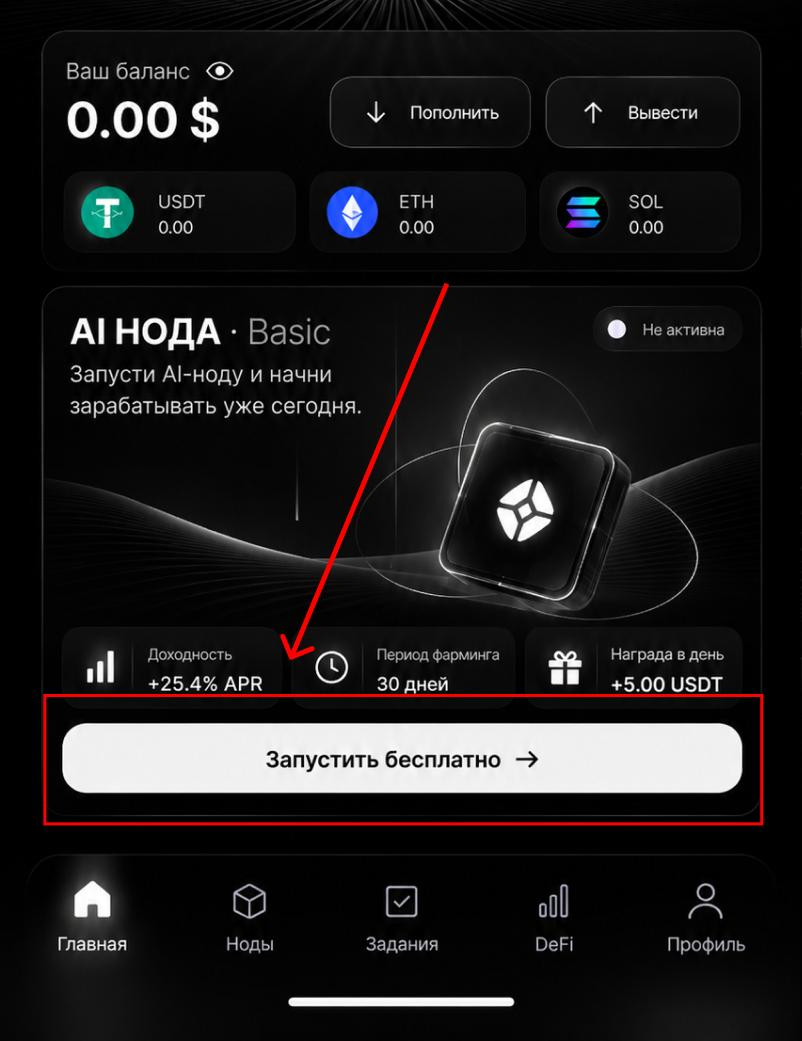 Ваш баланс
0.00 $
Пополнить
Вывести
USDT
0.00
ETH
0.00
SOL
0.00
AI НОДА · Basic
Не активна
Запусти AI-ноду и начни
зарабатывать уже сегодня.
Доходность
+25.4% APR
Период фарминга
30 дней
Награда в день
+5.00 USDT
Запустить бесплатно →
Главная
Ноды
Задания
DeFi
Профиль